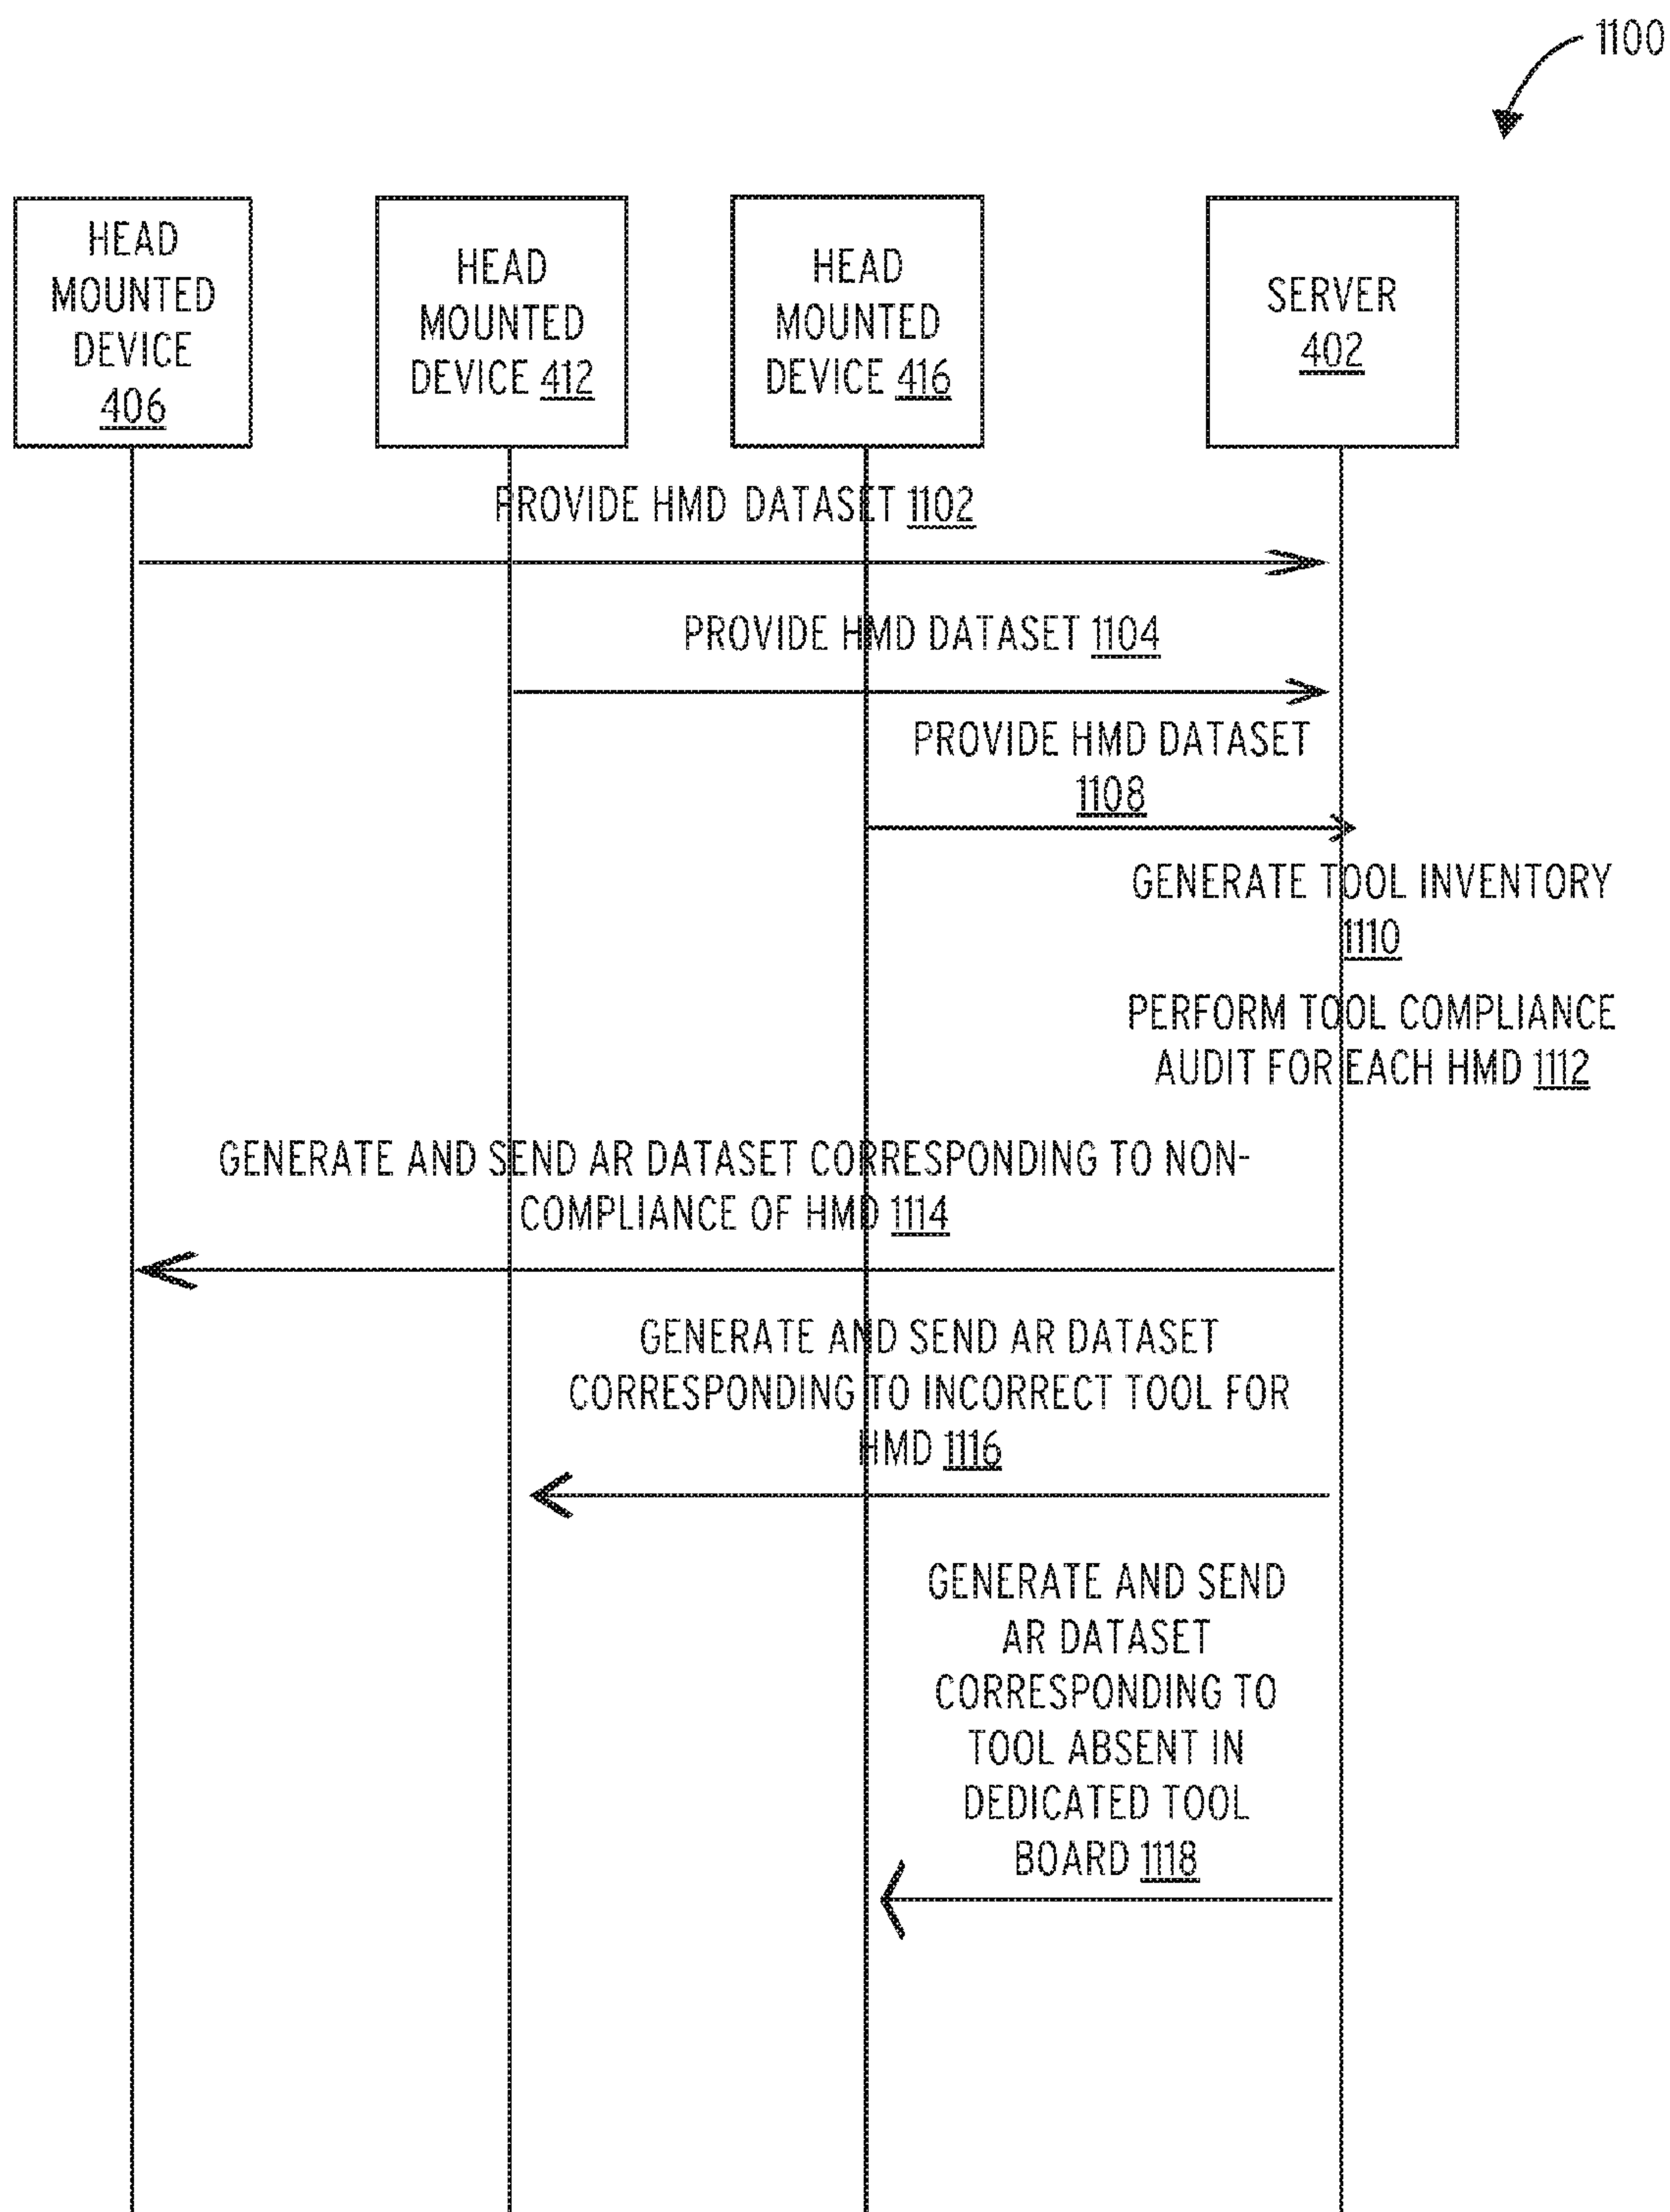 1100
HEAD
MOUNTED
DEVICE
406
HEAD
MOUNTED
DEVICE 412
HEAD
MOUNTED
DEVICE 416
SERVER
402
PROVIDE HMD DATASET 1102
PROVIDE HMD DATASET 1104
PROVIDE HMD DATASET
1108
GENERATE TOOL INVENTORY
1110
PERFORM TOOL COMPLIANCE
AUDIT FOR EACH HMD 1112
GENERATE AND SEND AR DATASET CORRESPONDING TO NON-
COMPLIANCE OF HMD 1114
GENERATE AND SEND AR DATASET
CORRESPONDING TO INCORRECT TOOL FOR
HMD 1116
GENERATE AND SEND
AR DATASET
CORRESPONDING TO
TOOL ABSENT IN
DEDICATED TOOL
BOARD 1118